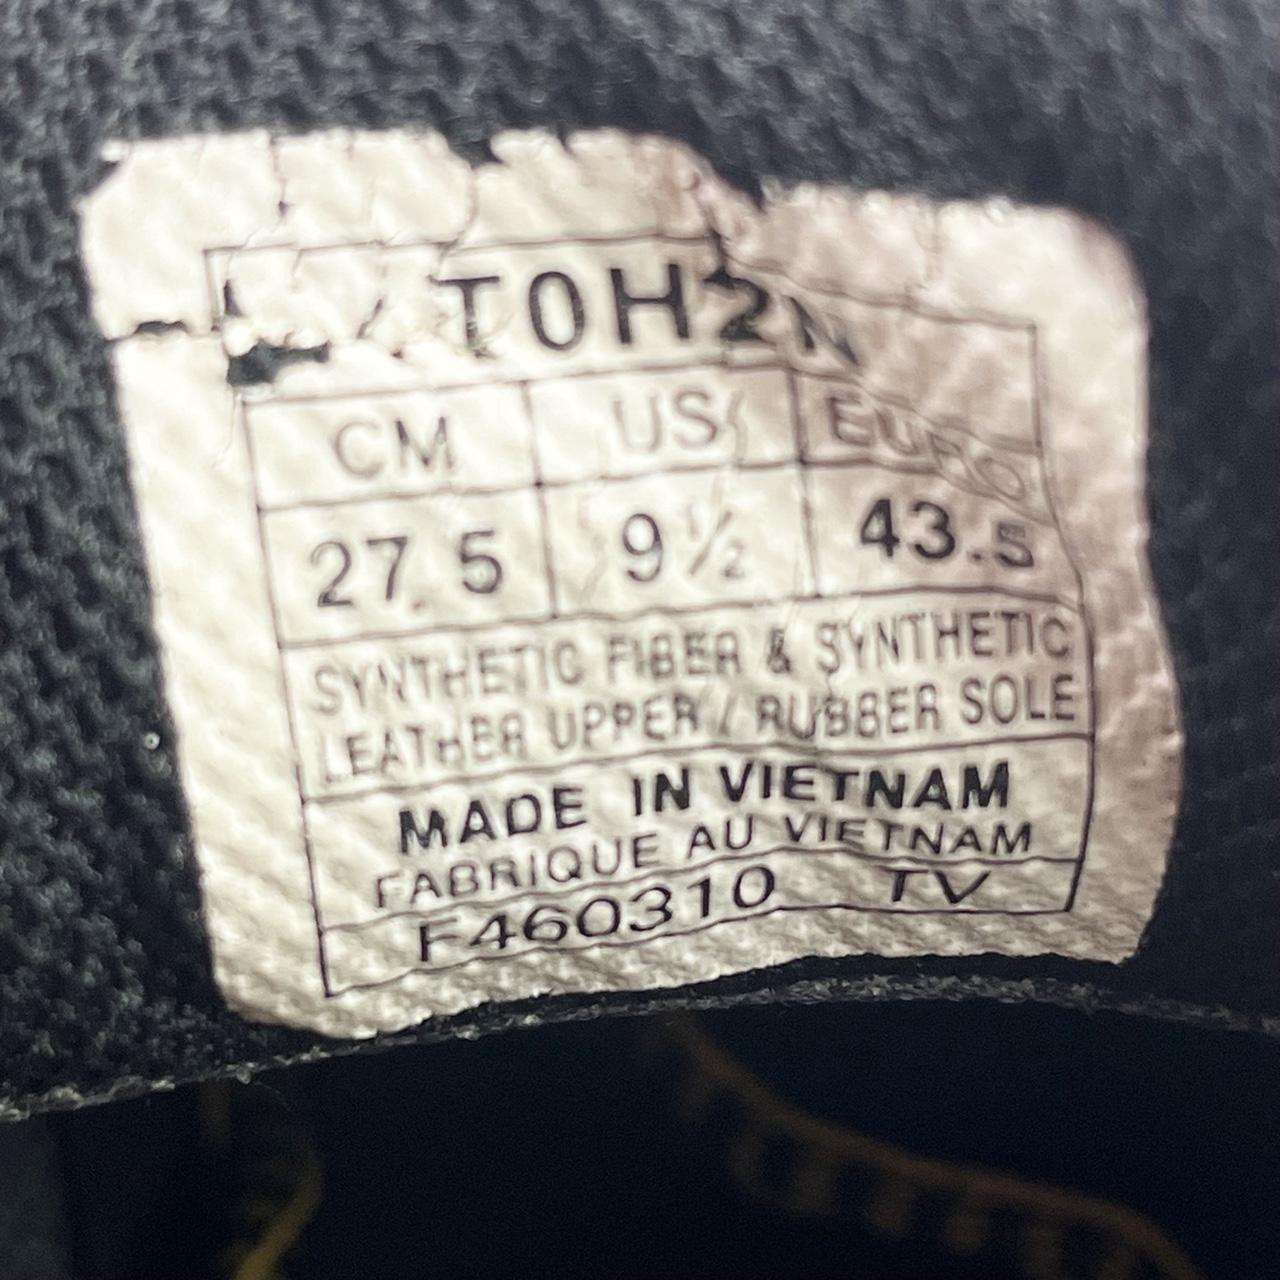 T0H2N
CM US EURO
27.5 9½ 43.5
SYNTHETIC FIBER & SYNTHETIC
LEATHER UPPER / RUBBER SOLE
MADE IN VIETNAM
FABRIQUE AU VIETNAM
F460310 TV